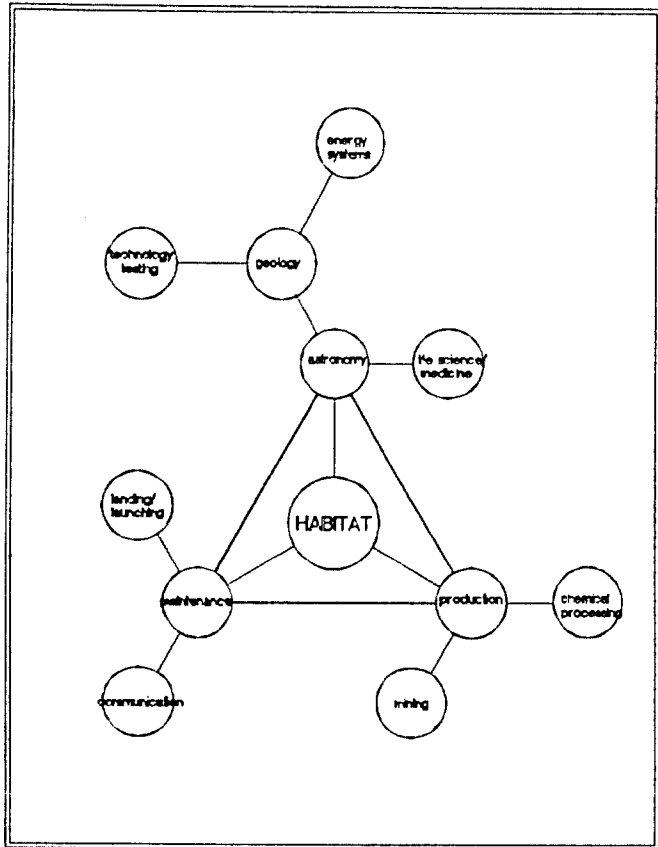 energy
systems
technology/
testing
geology
astronomy
life science/
medicine
landing/
launching
HABITAT
maintenance
production
chemical
processing
communication
mining